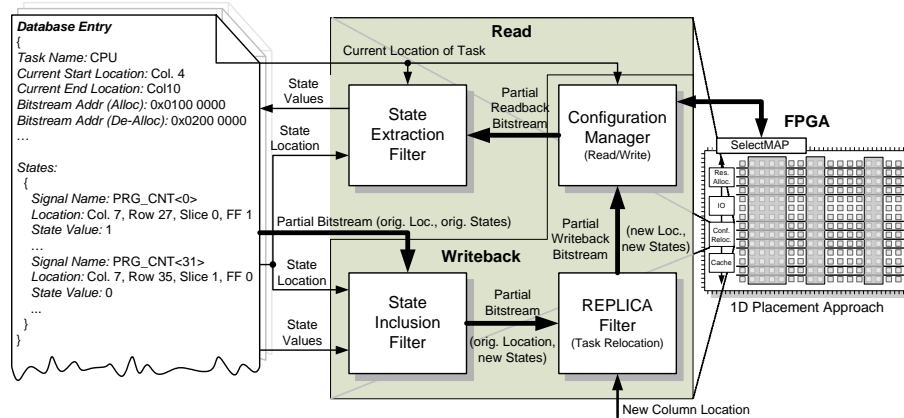 Database Entry
{
Task Name: CPU
Current Start Location: Col. 4
Current End Location: Col10
Bitstream Addr (Alloc): 0x0100 0000
Bitstream Addr (De-Alloc): 0x0200 0000
...
States:
{
Signal Name: PRG_CNT<0>
Location: Col. 7, Row 27, Slice 0, FF 1
State Value: 1
...
Signal Name: PRG_CNT<31>
Location: Col. 7, Row 35, Slice 1, FF 0
State Value: 0
...
}
}
Read
Current Location of Task
State
Values
State
Location
State
Extraction
Filter
Partial
Readback
Bitstream
Configuration
Manager
(Read/Write)
Partial Bitstream (orig. Loc., orig. States)
Writeback
Partial
Writeback
Bitstream
(new Loc.,
new States)
State
Location
State
Values
State
Inclusion
Filter
Partial
Bitstream
(orig. Location,
new States)
REPLICA
Filter
(Task Relocation)
New Column Location
FPGA
SelectMAP
Res.
Alloc.
IO
Conf.
Reloc.
Cache
1D Placement Approach